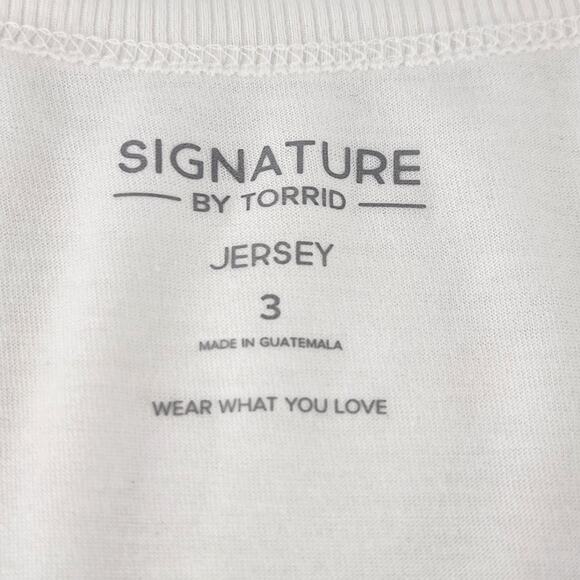 SIGNATURE
BY TORRID
JERSEY
3
MADE IN GUATEMALA
WEAR WHAT YOU LOVE